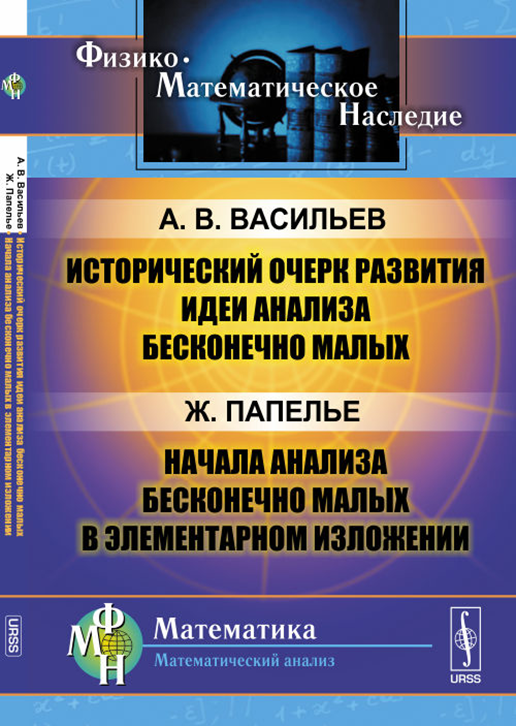 Физико·
Математическое
Наследие
А. В. ВАСИЛЬЕВ
ИСТОРИЧЕСКИЙ ОЧЕРК РАЗВИТИЯ
ИДЕИ АНАЛИЗА
БЕСКОНЕЧНО МАЛЫХ
Ж. ПАПЕЛЬЕ
НАЧАЛА АНАЛИЗА
БЕСКОНЕЧНО МАЛЫХ
В ЭЛЕМЕНТАРНОМ ИЗЛОЖЕНИИ
ФМН
Математика
Математический анализ
URSS
ФМН
А. В. Васильев • Исторический очерк развития идеи анализа бесконечно малых
Ж. Папелье • Начала анализа бесконечно малых в элементарном изложении
URSS